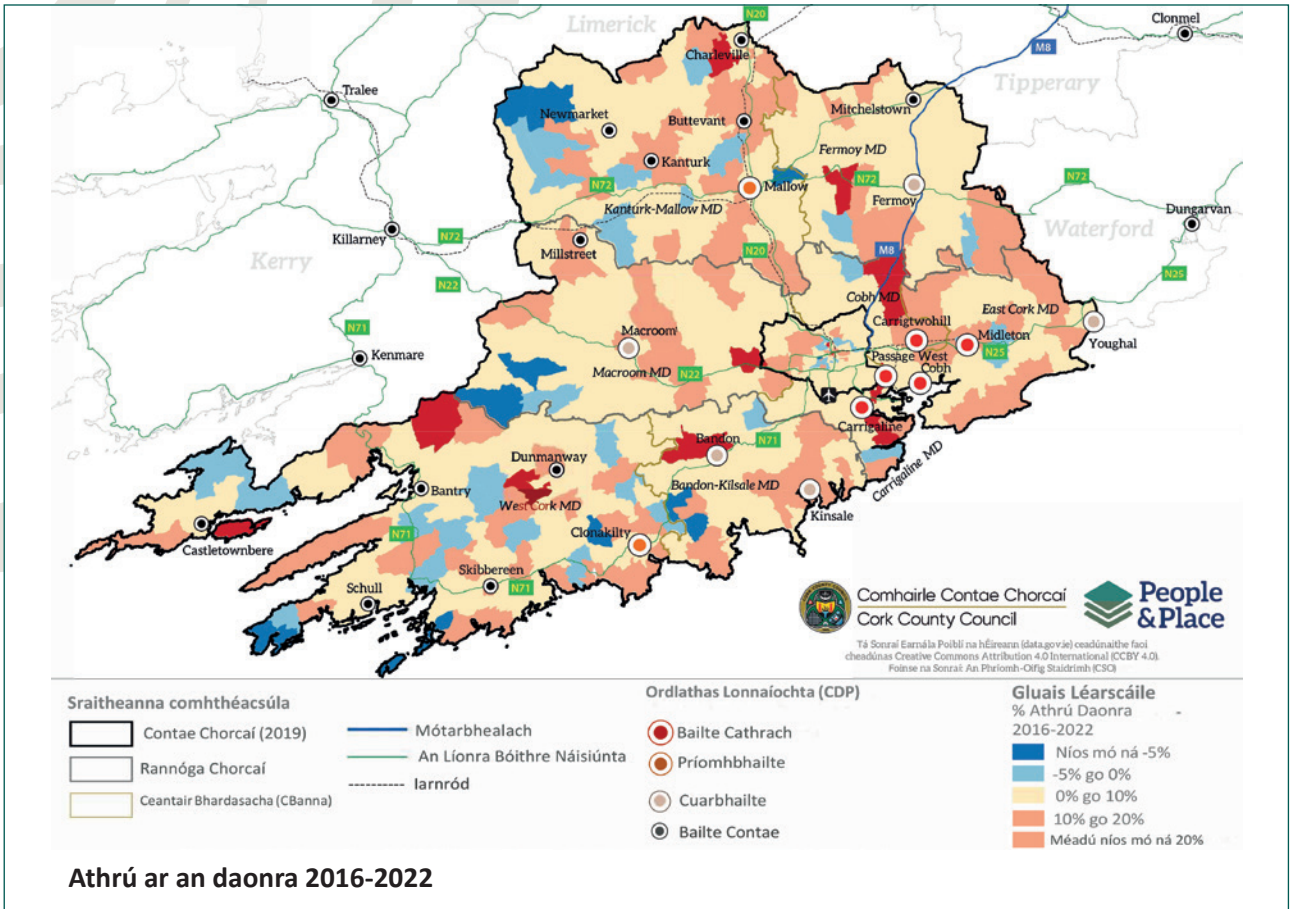 N20
Limerick
Clonmel
Charleville
M8
Tipperary
Tralee
Mitchelstown
Newmarket
Buttevant
Fermoy MD
Kanturk
N72
N72
N72
Mallow
Fermoy
Kanturk-Mallow MD
Dungarvan
Killarney
N72
Millstreet
N20
M8
Waterford
Kerry
N22
N25
Cobh MD
East Cork MD
N71
Macroom
Carrigtwohill
Midleton
Youghal
Kenmare
Passage West
N25
Macroom MD
N22
Cobh
Carrigaline
Bandon
N71
Dunmanway
Carrigaline MD
Bantry
West Cork MD
Bandon-Kilsale MD
Kinsale
Castletownbere
N71
Clonakilty
Skibbereen
N71
Schull
Comhairle Contae Chorcaí
Cork County Council
People
&Place
Tá Sonraí Earnála Poiblí na hÉireann (data.gov.ie) ceadúnaithe faoi
cheadúnas Creative Commons Attribution 4.0 International (CCBY 4.0).
Foinse na Sonraí: An Phríomh-Oifig Staidrimh (CSO)
Sraitheanna comhthéacsúla
Contae Chorcaí (2019)
Rannóga Chorcaí
Ceantair Bhardasacha (CBanna)
Mótarbhealach
An Líonra Bóithre Náisiúnta
Iarnród
Ordlathas Lonnaíochta (CDP)
Bailte Cathrach
Príomhbhailte
Cuarbhailte
Bailte Contae
Gluais Léarscáile
% Athrú Daonra -
2016-2022
Níos mó ná -5%
-5% go 0%
0% go 10%
10% go 20%
Méadú níos mó ná 20%
Athrú ar an daonra 2016-2022